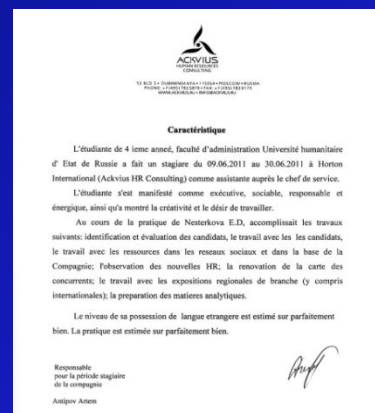 ACKVIUS
HUMAN RESOURCES
CONSULTING
Caractéristique
L'étudiante de 4 ieme anneé, faculté d'administration Université humanitaire
d' Etat de Russie a fait un stagiare du 09.06.2011 au 30.06.2011 à Horton
International (Ackvius HR Consulting) comme assistante auprès le chef de service.
L'étudiante s'est manifesté comme exécutive, sociable, responsable et
énergique, ainsi qu'a montré la créativité et le désir de travailler.
Au cours de la pratique de Nesterkova E.D, accomplissait les travaux
suivants: identification et évaluation des candidats, le travail avec les les candidats,
le travail avec les ressources dans les reseaux sociaux et dans la base de la
Compagnie; l'observation des nouvelles HR; la renovation de la carte des
concurrents; le travail avec les expositions regionales de branche (y compris
internationales); la preparation des matieres analytiques.
Le niveau de sa possession de langue etrangere est estimé sur parfaitement
bien. La pratique est estimée sur parfaitement bien.
Responsable
pour la période stagiaire
de la compagnie
Antipov Artem